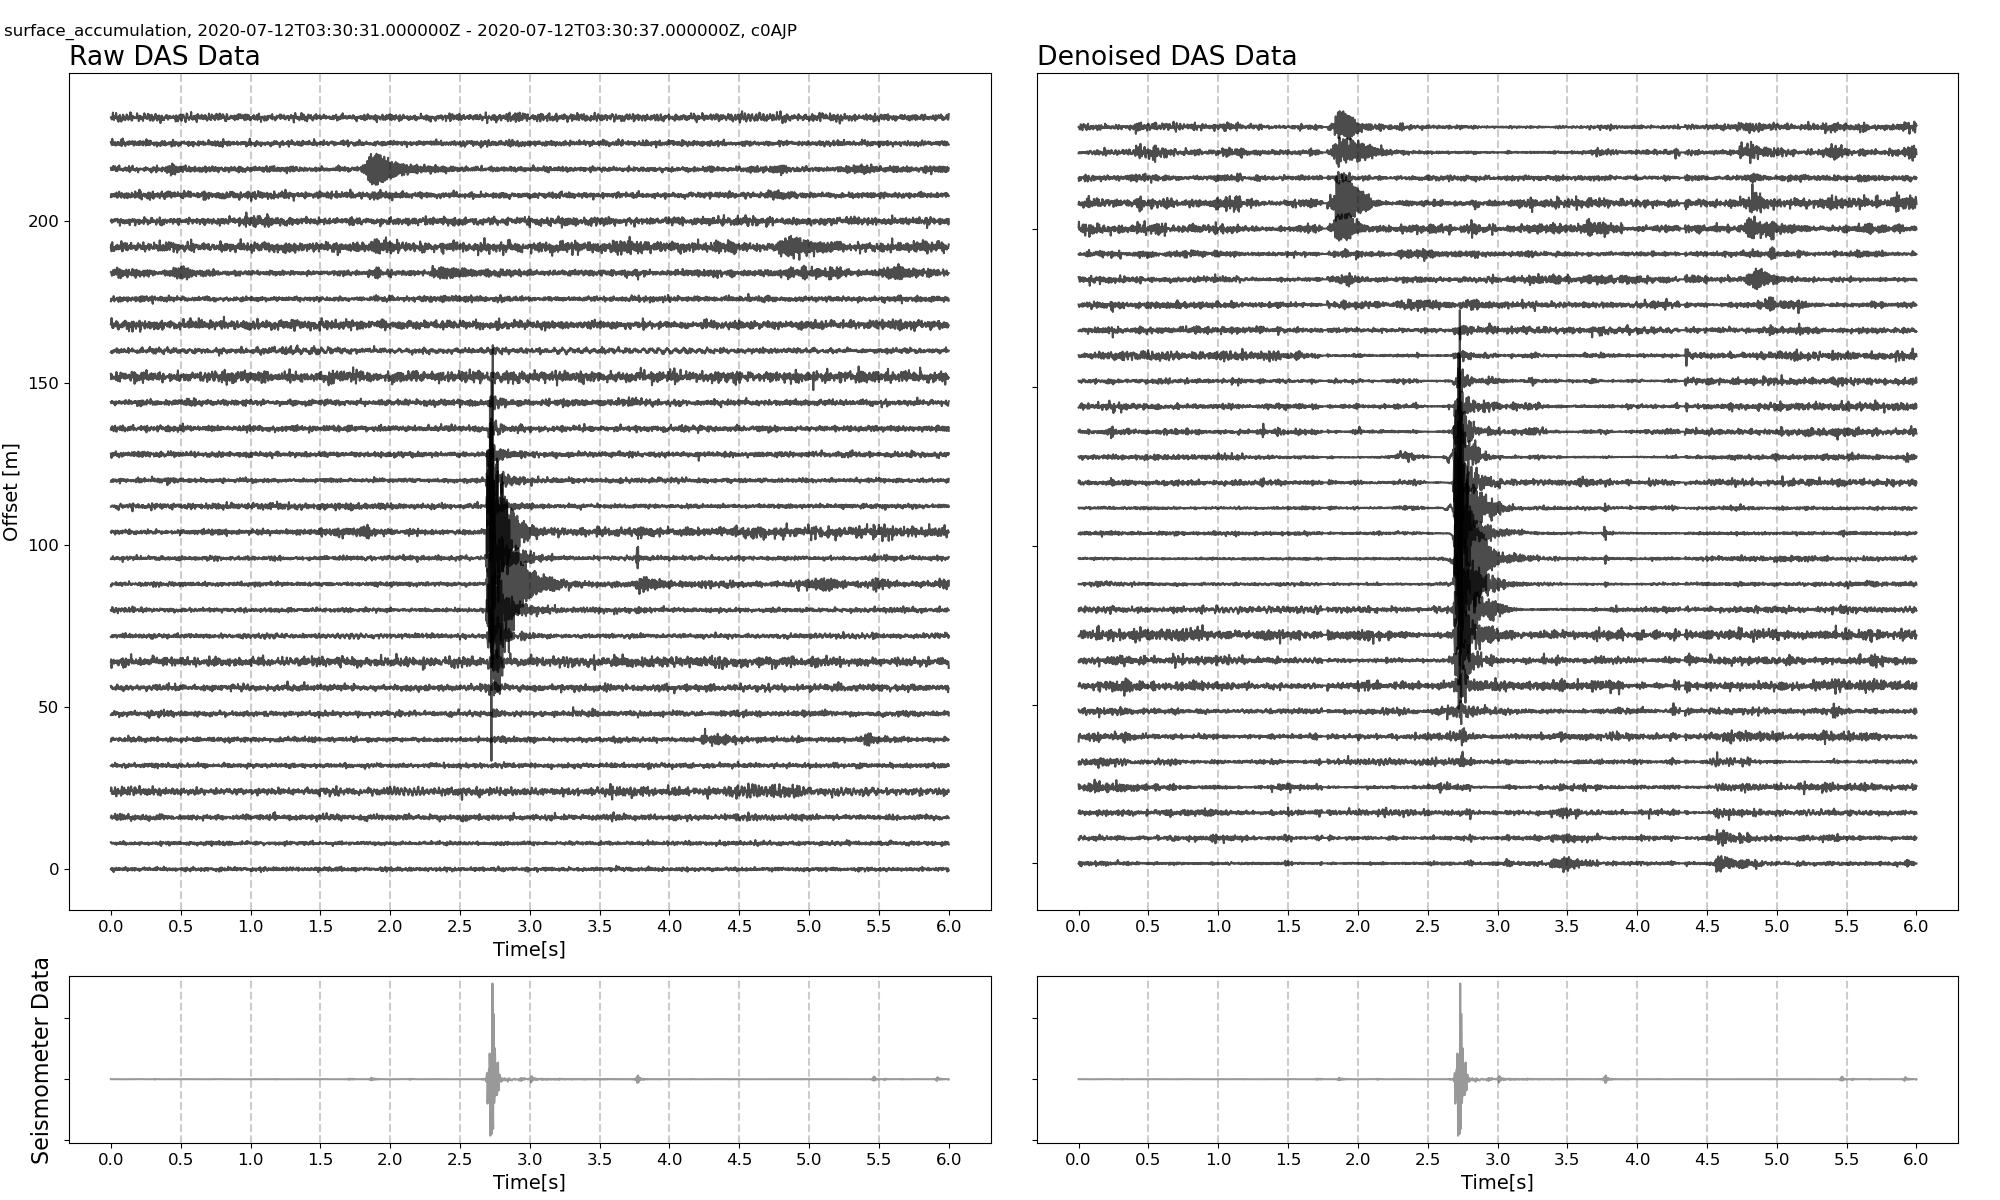 surface_accumulation, 2020-07-12T03:30:31.000000Z - 2020-07-12T03:30:37.000000Z, c0AJP
Raw DAS Data
Denoised DAS Data
Offset [m]
200
150
100
50
0
0.0 0.5 1.0 1.5 2.0 2.5 3.0 3.5 4.0 4.5 5.0 5.5 6.0
Time[s]
0.0 0.5 1.0 1.5 2.0 2.5 3.0 3.5 4.0 4.5 5.0 5.5 6.0
Seismometer Data
0.0 0.5 1.0 1.5 2.0 2.5 3.0 3.5 4.0 4.5 5.0 5.5 6.0
Time[s]
0.0 0.5 1.0 1.5 2.0 2.5 3.0 3.5 4.0 4.5 5.0 5.5 6.0
Time[s]